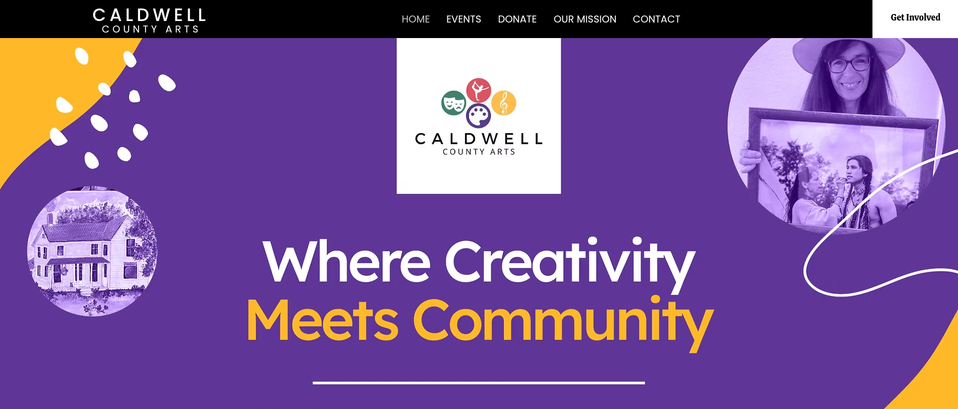 CALDWELL
COUNTY ARTS
HOME EVENTS DONATE OUR MISSION CONTACT
Get Involved
CALDWELL
COUNTY ARTS
Where Creativity
Meets Community